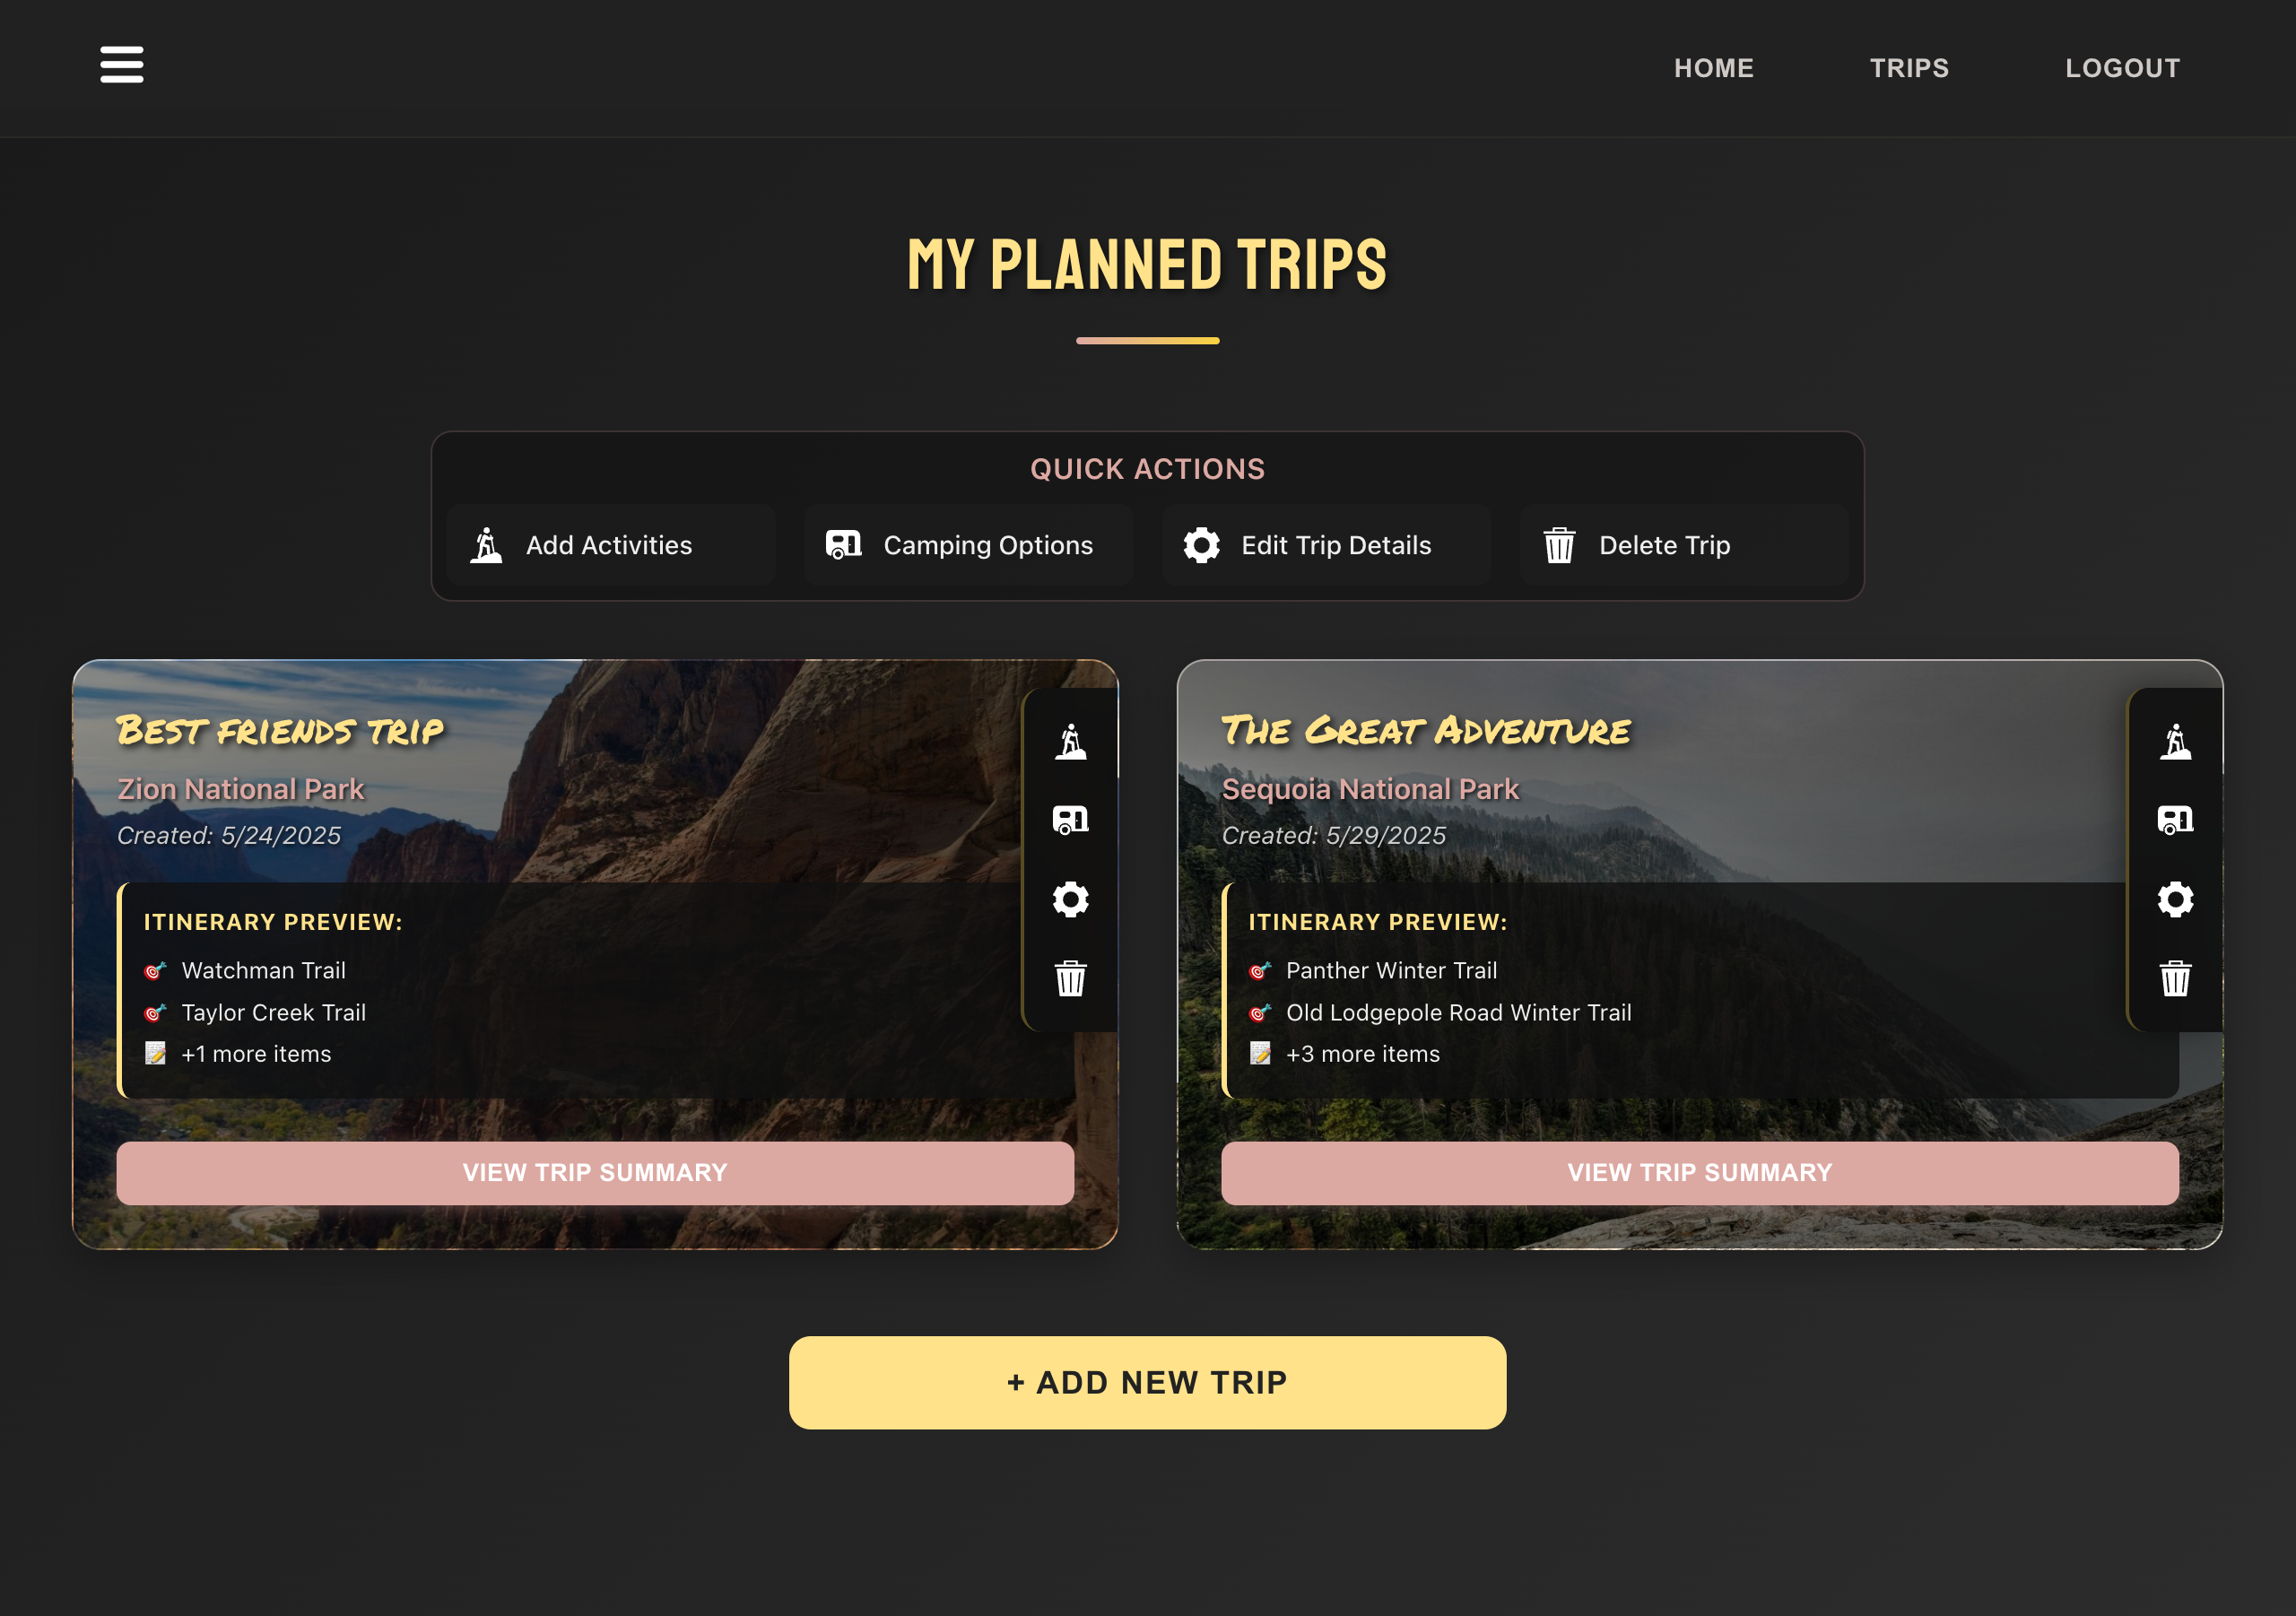 HOME TRIPS LOGOUT
MY PLANNED TRIPS
QUICK ACTIONS
Add Activities Camping Options Edit Trip Details Delete Trip
Best friends trip
Zion National Park
Created: 5/24/2025
ITINERARY PREVIEW:
Watchman Trail
Taylor Creek Trail
+1 more items
VIEW TRIP SUMMARY
The Great Adventure
Sequoia National Park
Created: 5/29/2025
ITINERARY PREVIEW:
Panther Winter Trail
Old Lodgepole Road Winter Trail
+3 more items
VIEW TRIP SUMMARY
+ ADD NEW TRIP